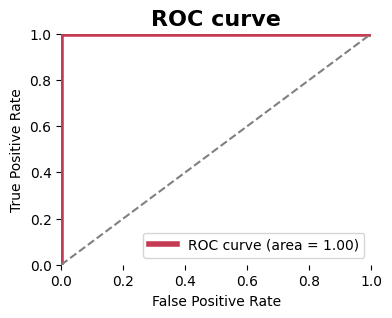 ROC curve
1.0
0.8
0.6
0.4
0.2
0.0
True Positive Rate
ROC curve (area = 1.00)
0.0 0.2 0.4 0.6 0.8 1.0
False Positive Rate